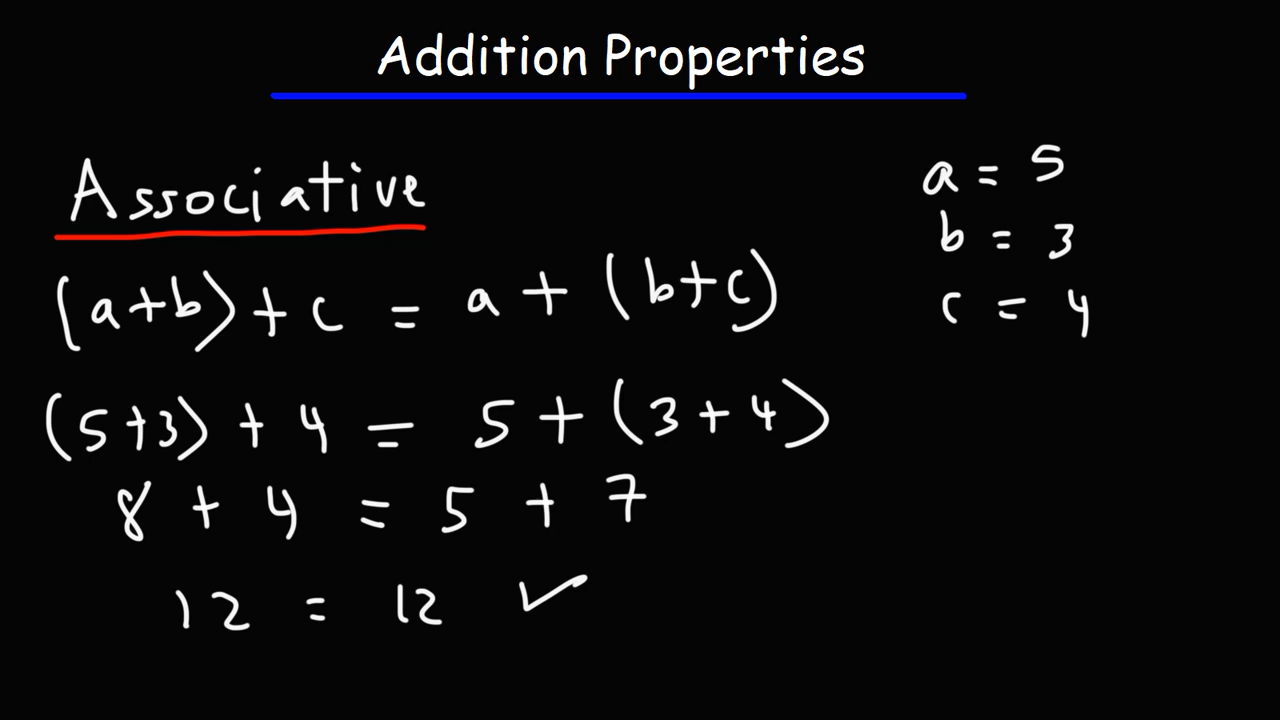 Addition Properties
Associative
(a+b)+c = a+(b+c)
(5+3)+4 = 5+(3+4)
8 + 4 = 5 + 7
12 = 12 ✓
a = 5
b = 3
c = 4